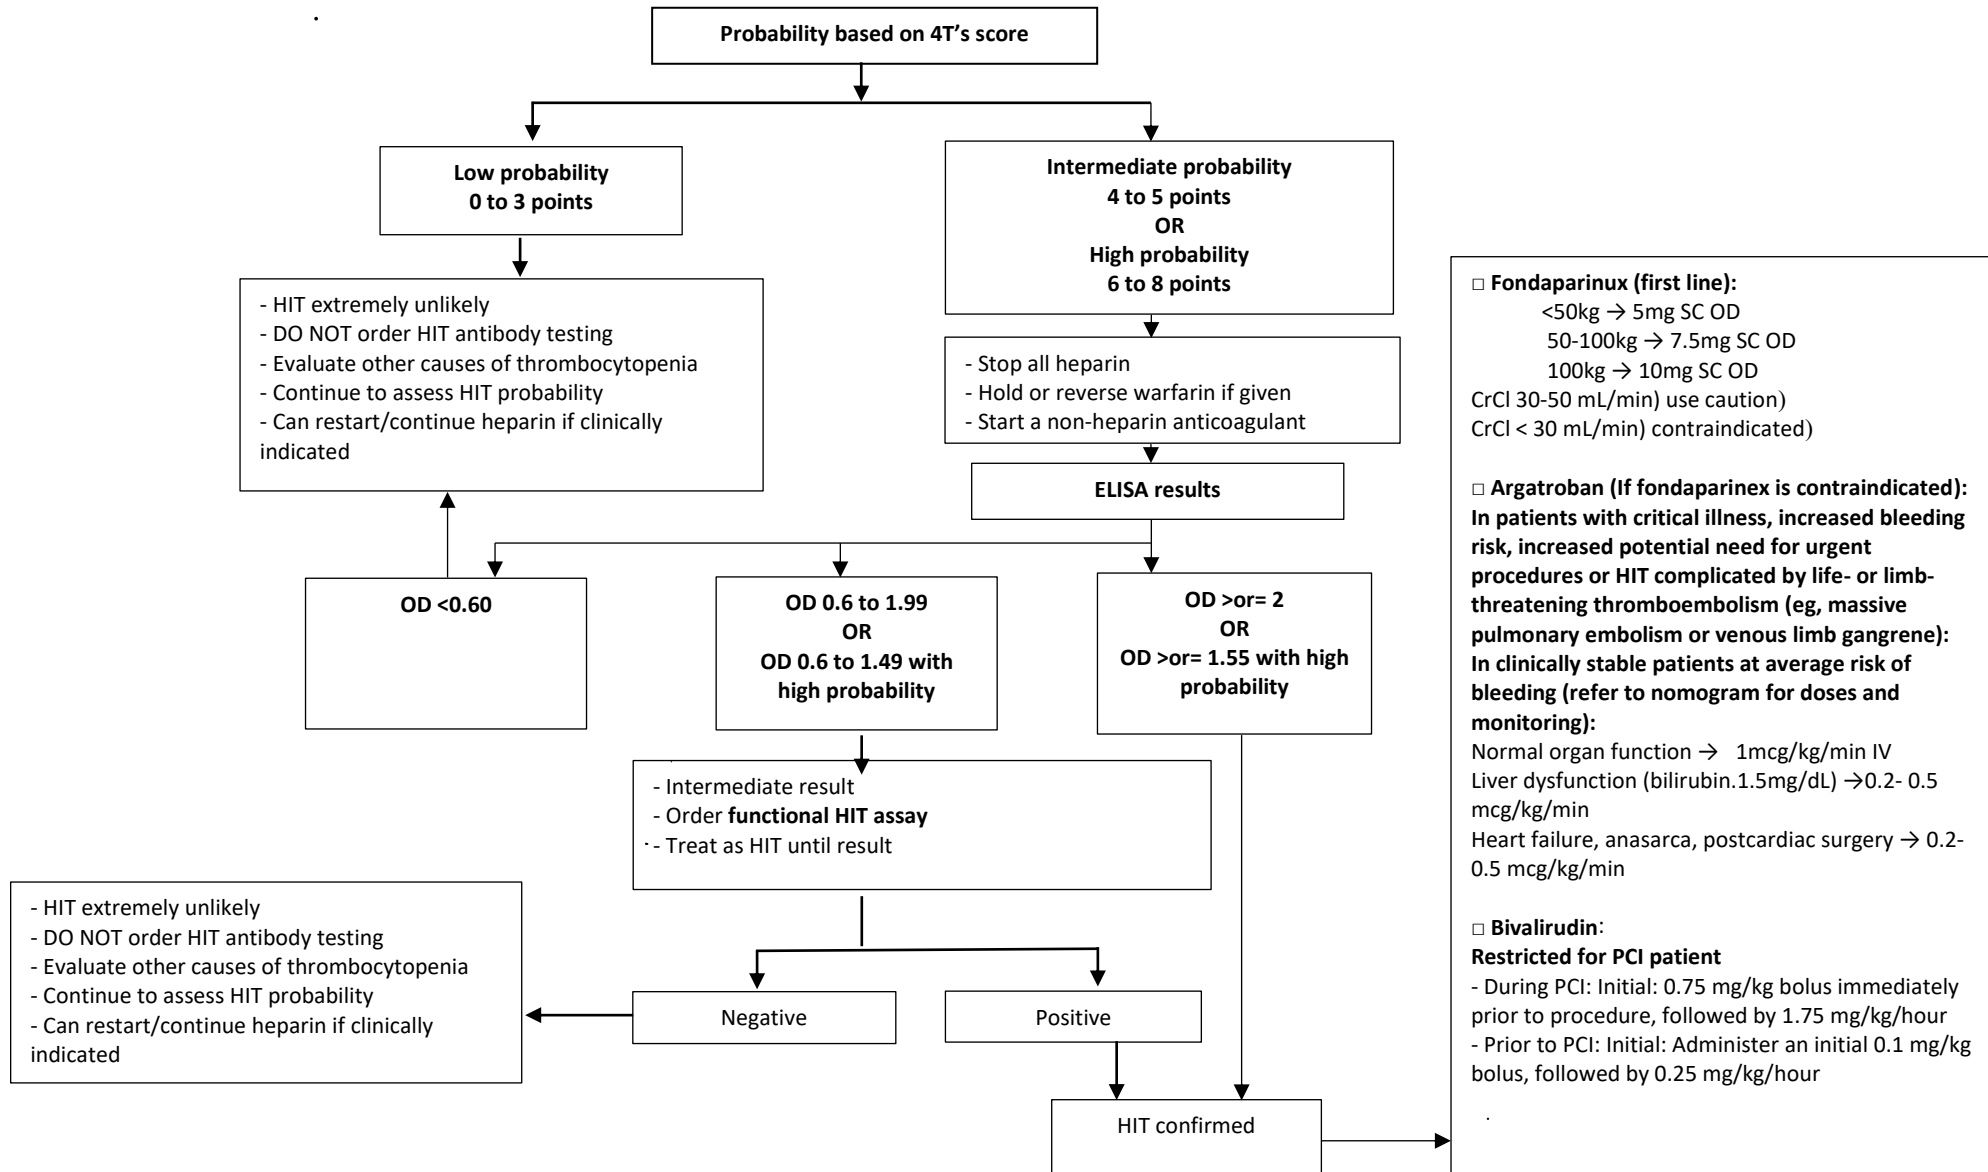 Probability based on 4T's score
Low probability
0 to 3 points
Intermediate probability
4 to 5 points
OR
High probability
6 to 8 points
- HIT extremely unlikely
- DO NOT order HIT antibody testing
- Evaluate other causes of thrombocytopenia
- Continue to assess HIT probability
- Can restart/continue heparin if clinically
indicated
- Stop all heparin
- Hold or reverse warfarin if given
- Start a non-heparin anticoagulant
ELISA results
OD <0.60
OD 0.6 to 1.99
OR
OD 0.6 to 1.49 with
high probability
OD >or= 2
OR
OD >or= 1.55 with high
probability
- Intermediate result
- Order functional HIT assay
- Treat as HIT until result
- HIT extremely unlikely
- DO NOT order HIT antibody testing
- Evaluate other causes of thrombocytopenia
- Continue to assess HIT probability
- Can restart/continue heparin if clinically
indicated
Negative
Positive
HIT confirmed
□ Fondaparinux (first line):
<50kg → 5mg SC OD
50-100kg → 7.5mg SC OD
100kg → 10mg SC OD
CrCl 30-50 mL/min) use caution)
CrCl < 30 mL/min) contraindicated)
□ Argatroban (If fondaparinex is contraindicated):
In patients with critical illness, increased bleeding
risk, increased potential need for urgent
procedures or HIT complicated by life- or limb-
threatening thromboembolism (eg, massive
pulmonary embolism or venous limb gangrene):
In clinically stable patients at average risk of
bleeding (refer to nomogram for doses and
monitoring):
Normal organ function → 1mcg/kg/min IV
Liver dysfunction (bilirubin.1.5mg/dL) →0.2- 0.5
mcg/kg/min
Heart failure, anasarca, postcardiac surgery → 0.2-
0.5 mcg/kg/min
□ Bivalirudin:
Restricted for PCI patient
- During PCI: Initial: 0.75 mg/kg bolus immediately
prior to procedure, followed by 1.75 mg/kg/hour
- Prior to PCI: Initial: Administer an initial 0.1 mg/kg
bolus, followed by 0.25 mg/kg/hour